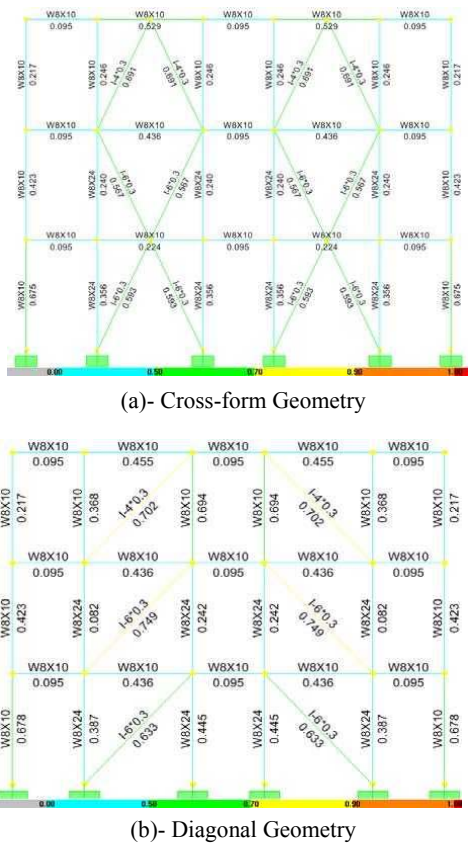 W8X10 W8X10 W8X10 W8X10 W8X10
0.095 0.529 0.095 0.529 0.095
W8X10 W8X10 I-4*0.3 I-4*0.3 W8X10 W8X10 I-4*0.3 I-4*0.3 W8X10 W8X10
0.217 0.246 0.691 0.691 0.246 0.246 0.691 0.691 0.246 0.217
W8X10 W8X10 W8X10 W8X10 W8X10
0.095 0.436 0.095 0.436 0.095
W8X10 W8X24 I-6*0.3 I-6*0.3 W8X24 W8X24 I-6*0.3 I-6*0.3 W8X24 W8X10
0.423 0.240 0.567 0.567 0.240 0.240 0.567 0.567 0.240 0.423
W8X10 W8X10 W8X10 W8X10 W8X10
0.095 0.224 0.095 0.224 0.095
W8X10 W8X24 I-6*0.3 I-6*0.3 W8X24 W8X24 I-6*0.3 I-6*0.3 W8X24 W8X10
0.675 0.356 0.593 0.593 0.356 0.356 0.593 0.593 0.356 0.675
0.00 0.50 0.70 0.90 1.00
(a)- Cross-form Geometry
W8X10 W8X10 W8X10 W8X10 W8X10
0.095 0.455 0.095 0.455 0.095
W8X10 W8X10 I-4*0.3 W8X10 W8X10 I-4*0.3 W8X10 W8X10
0.217 0.368 0.702 0.694 0.694 0.702 0.368 0.217
W8X10 W8X10 W8X10 W8X10 W8X10
0.095 0.436 0.095 0.436 0.095
W8X10 W8X24 I-6*0.3 W8X24 W8X24 I-6*0.3 W8X24 W8X10
0.423 0.082 0.749 0.242 0.242 0.749 0.082 0.423
W8X10 W8X10 W8X10 W8X10 W8X10
0.095 0.436 0.095 0.436 0.095
W8X10 W8X24 I-6*0.3 W8X24 W8X24 I-6*0.3 W8X24 W8X10
0.678 0.387 0.633 0.445 0.445 0.633 0.387 0.678
0.00 0.50 0.70 0.90 1.00
(b)- Diagonal Geometry